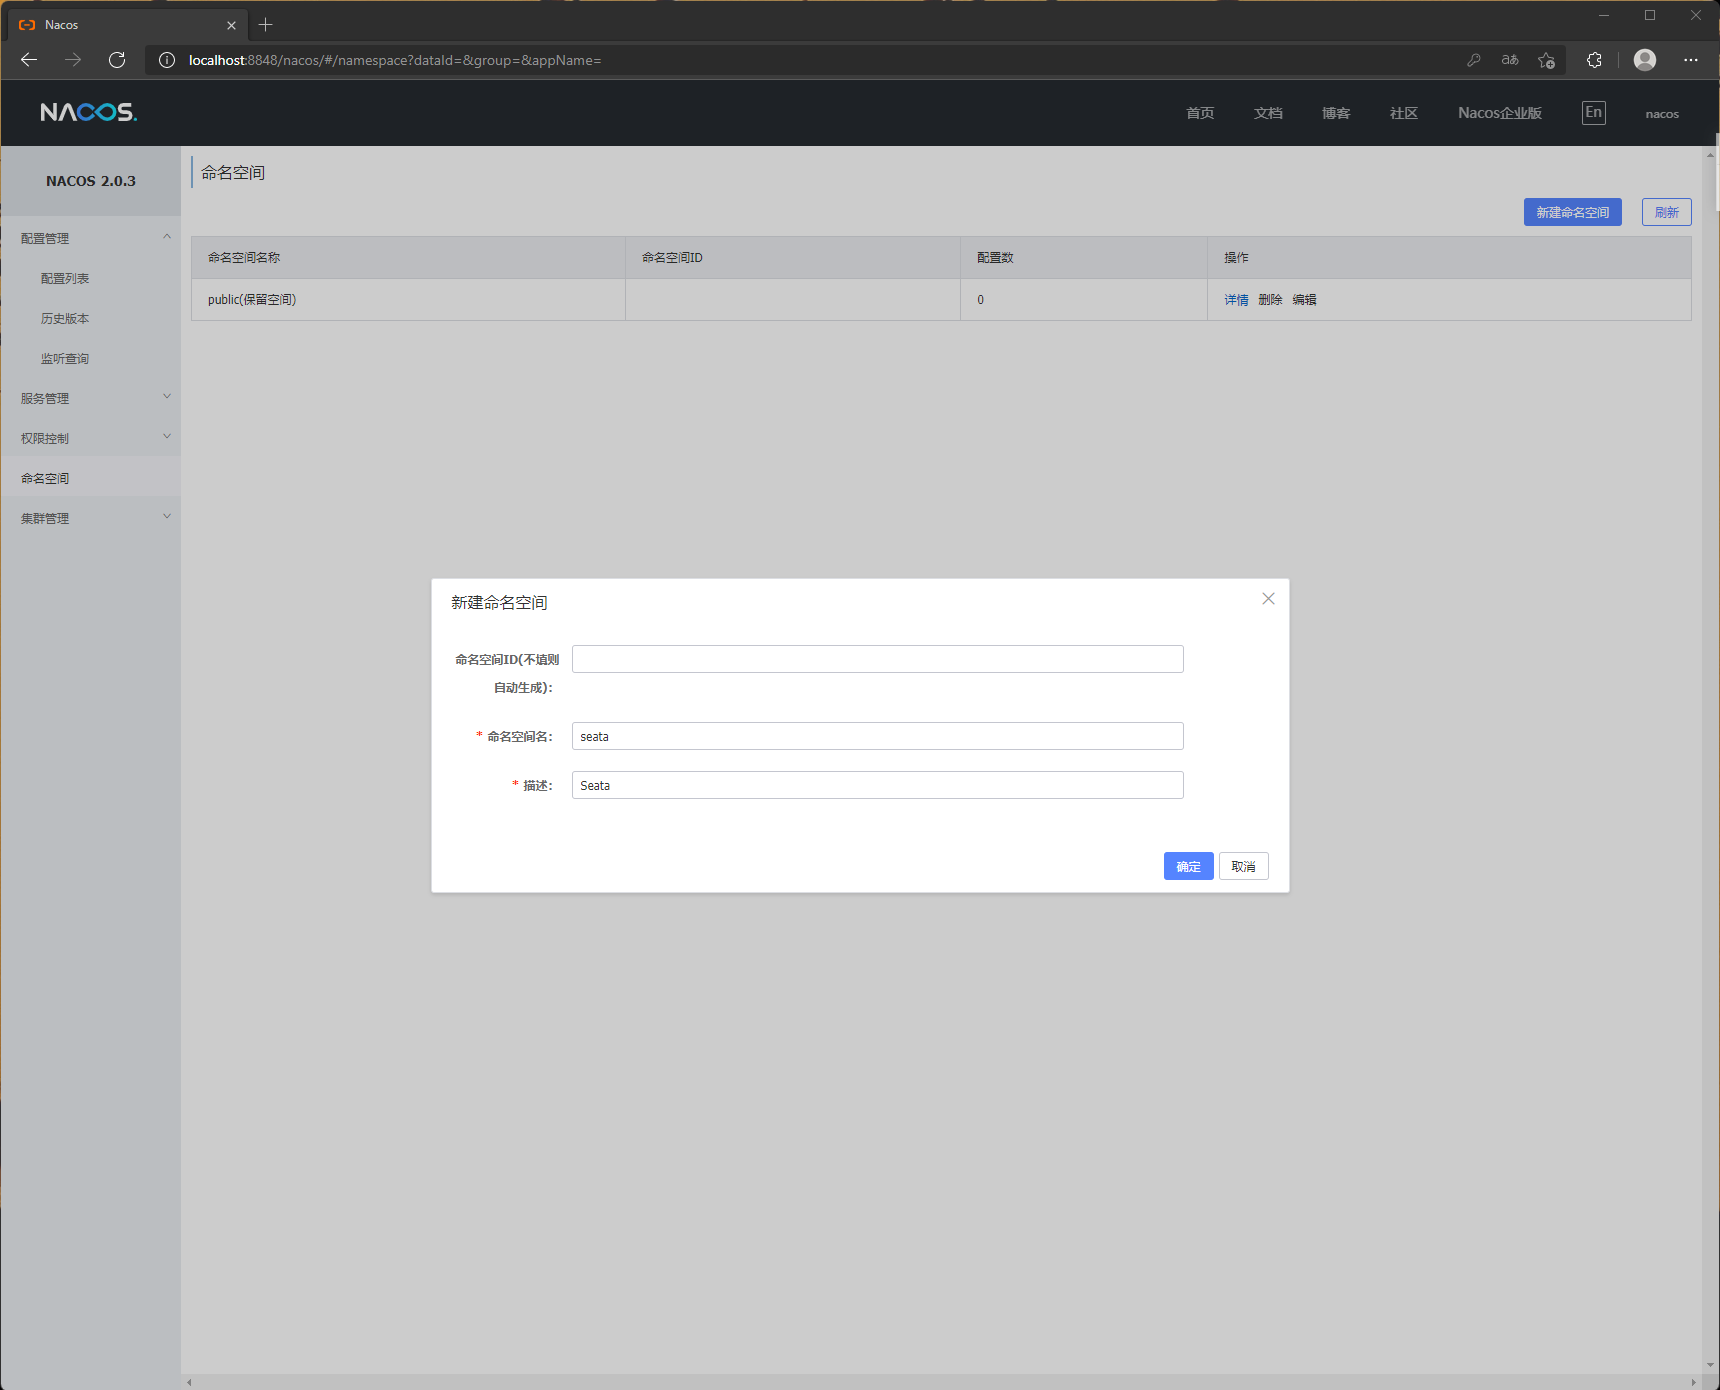 Nacos
localhost:8848/nacos/#/namespace?dataId=&group=&appName=
NACOS.
首页 文档 博客 社区 Nacos企业版 En nacos
NACOS 2.0.3
配置管理
配置列表
历史版本
监听查询
服务管理
权限控制
命名空间
集群管理
命名空间
新建命名空间 刷新
命名空间名称 命名空间ID 配置数 操作
public(保留空间) 0 详情 删除 编辑
新建命名空间
命名空间ID(不填则
自动生成):
* 命名空间名: seata
* 描述: Seata
确定 取消